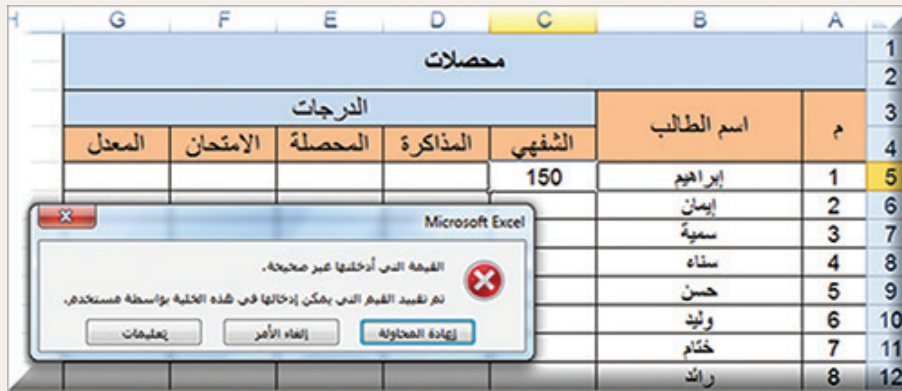 A B C D E F G H
1 محصلات
2
3 م اسم الطالب الدرجات
4 الشفهي المذاكرة المحصلة الامتحان المعدل
5 1 إبراهيم 150
6 2 إيمان
7 3 سمية
8 4 سناء
9 5 حسن
10 6 وليد
11 7 ختام
12 8 رائد
Microsoft Excel
القيمة التي أدخلتها غير صحيحة.
تم تقييد القيم التي يمكن إدخالها في هذه الخلية بواسطة مستخدم.
إعادة المحاولة إلغاء الأمر تعليمات